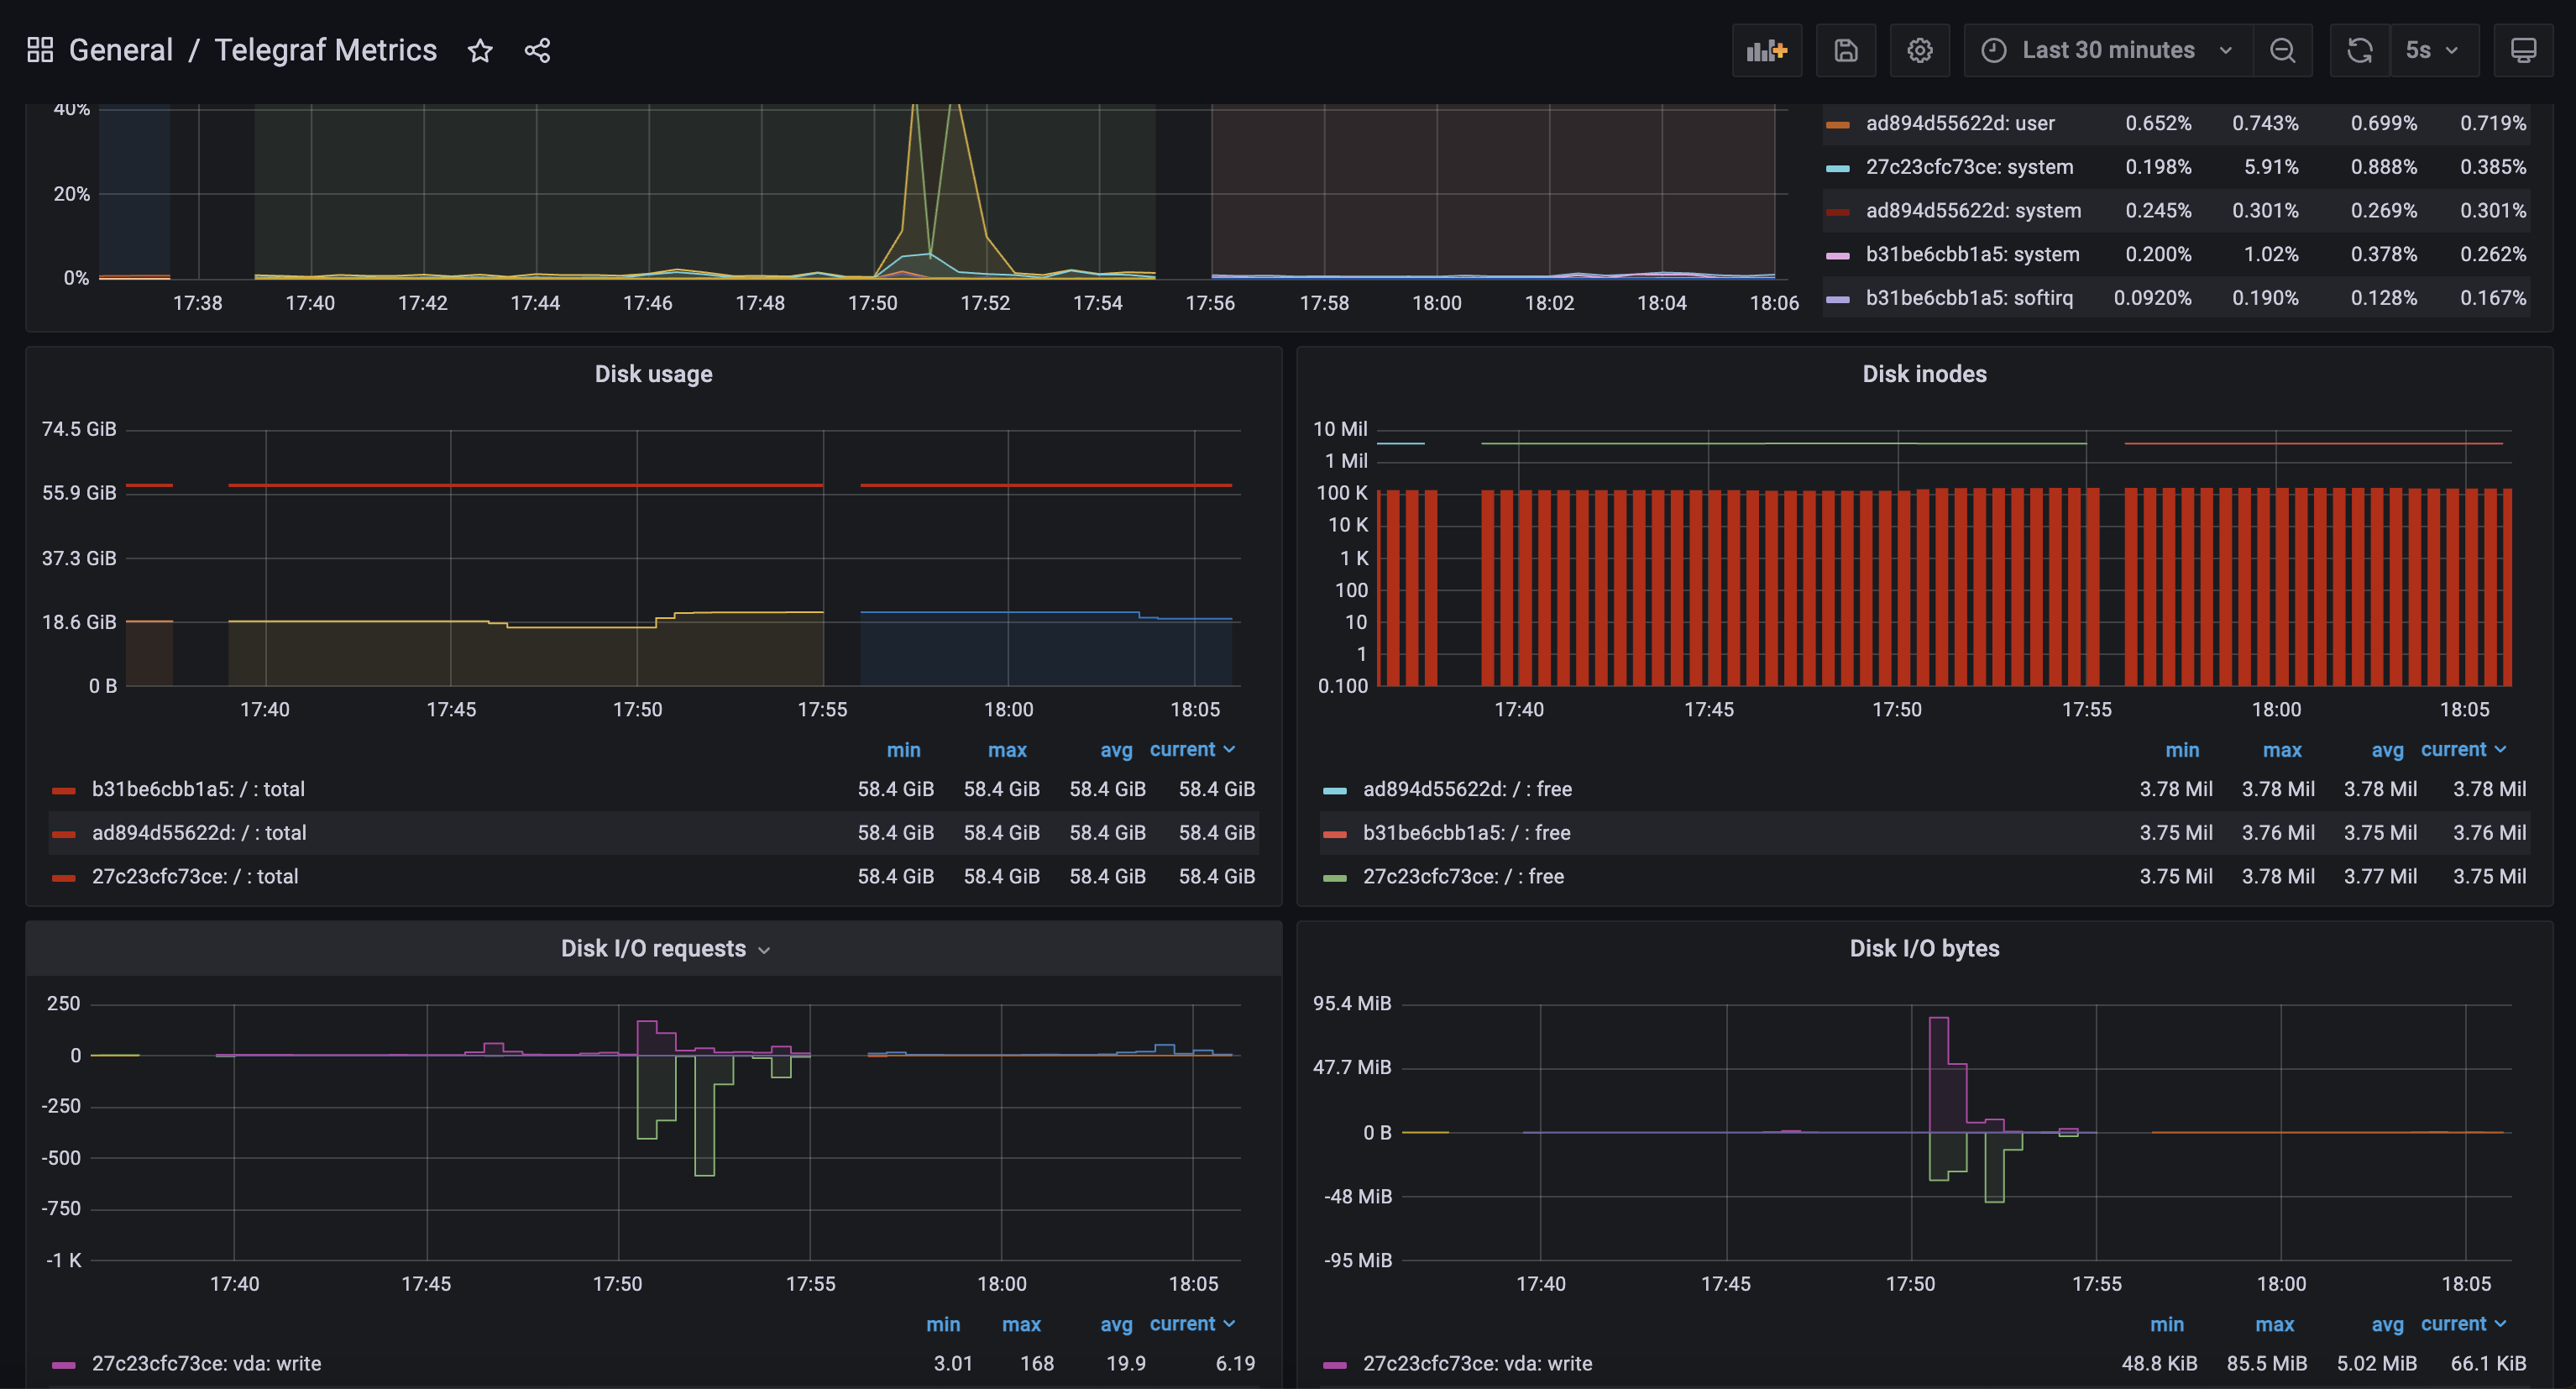 General / Telegraf Metrics
Last 30 minutes
5s
40%
20%
0%
17:38 17:40 17:42 17:44 17:46 17:48 17:50 17:52 17:54 17:56 17:58 18:00 18:02 18:04 18:06
ad894d55622d: user 0.652% 0.743% 0.699% 0.719%
27c23cfc73ce: system 0.198% 5.91% 0.888% 0.385%
ad894d55622d: system 0.245% 0.301% 0.269% 0.301%
b31be6cbb1a5: system 0.200% 1.02% 0.378% 0.262%
b31be6cbb1a5: softirq 0.0920% 0.190% 0.128% 0.167%
Disk usage
74.5 GiB
55.9 GiB
37.3 GiB
18.6 GiB
0 B
17:40 17:45 17:50 17:55 18:00 18:05
min max avg current
b31be6cbb1a5: / : total 58.4 GiB 58.4 GiB 58.4 GiB 58.4 GiB
ad894d55622d: / : total 58.4 GiB 58.4 GiB 58.4 GiB 58.4 GiB
27c23cfc73ce: / : total 58.4 GiB 58.4 GiB 58.4 GiB 58.4 GiB
Disk inodes
10 Mil
1 Mil
100 K
10 K
1 K
100
10
1
0.100
17:40 17:45 17:50 17:55 18:00 18:05
min max avg current
ad894d55622d: / : free 3.78 Mil 3.78 Mil 3.78 Mil 3.78 Mil
b31be6cbb1a5: / : free 3.75 Mil 3.76 Mil 3.75 Mil 3.76 Mil
27c23cfc73ce: / : free 3.75 Mil 3.78 Mil 3.77 Mil 3.75 Mil
Disk I/O requests
250
0
-250
-500
-750
-1 K
17:40 17:45 17:50 17:55 18:00 18:05
min max avg current
27c23cfc73ce: vda: write 3.01 168 19.9 6.19
Disk I/O bytes
95.4 MiB
47.7 MiB
0 B
-48 MiB
-95 MiB
17:40 17:45 17:50 17:55 18:00 18:05
min max avg current
27c23cfc73ce: vda: write 48.8 KiB 85.5 MiB 5.02 MiB 66.1 KiB